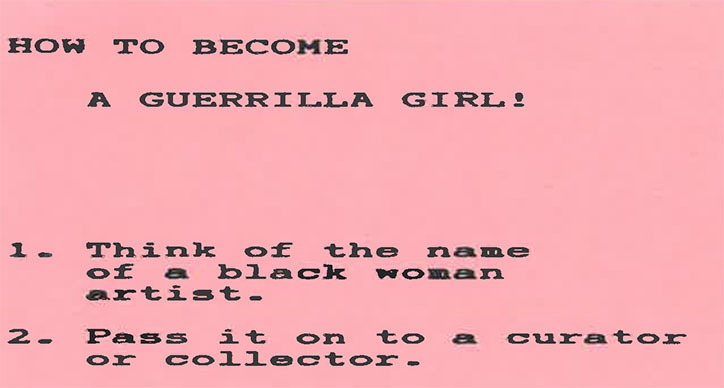 HOW TO BECOME
A GUERRILLA GIRL!
1. Think of the name
of a black woman
artist.
2. Pass it on to a curator
or collector.